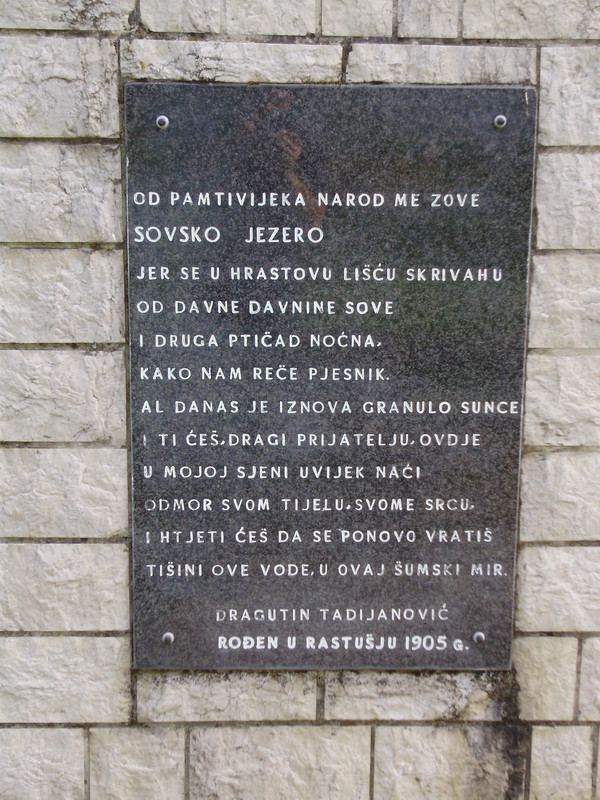 OD PAMTIVIJEKA NAROD ME ZOVE
SOVSKO JEZERO
JER SE U HRASTOVU LIŠĆU SKRIVAHU
OD DAVNE DAVNINE SOVE
I DRUGA PTIČAD NOĆNA,
KAKO NAM REČE PJESNIK.
AL DANAS JE IZNOVA GRANULO SUNCE
I TI ĆEŠ, DRAGI PRIJATELJU, OVDJE
U MOJOJ SJENI UVIJEK NAĆI
ODMOR SVOM TIJELU, SVOME SRCU,
I HTJETI ĆEŠ DA SE PONOVO VRATIŠ
TIŠINI OVE VODE, U OVAJ ŠUMSKI MIR.
DRAGUTIN TADIJANOVIĆ
ROĐEN U RASTUŠJU 1905 G.